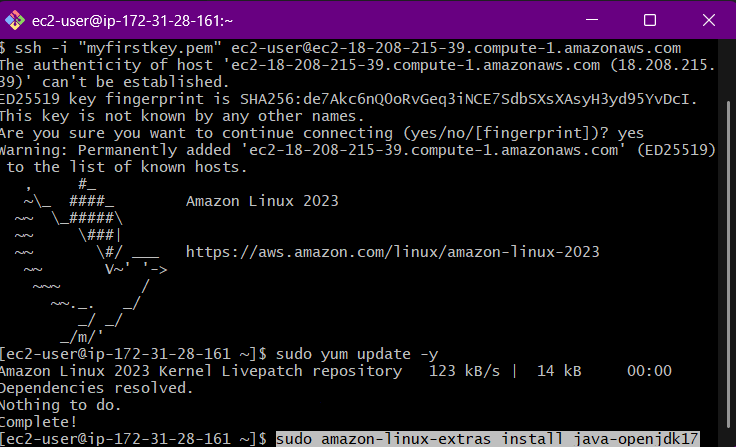 ec2-user@ip-172-31-28-161:~
$ ssh -i "myfirstkey.pem" ec2-user@ec2-18-208-215-39.compute-1.amazonaws.com
The authenticity of host 'ec2-18-208-215-39.compute-1.amazonaws.com (18.208.215.
39)' can't be established.
ED25519 key fingerprint is SHA256:de7Akc6nQ0oRvGeq3iNCE7SdbSXsXAsyH3yd95YvDcI.
This key is not known by any other names.
Are you sure you want to continue connecting (yes/no/[fingerprint])? yes
Warning: Permanently added 'ec2-18-208-215-39.compute-1.amazonaws.com' (ED25519)
 to the list of known hosts.
   ,     #_
   ~\_  ####_        Amazon Linux 2023
  ~~  \_#####\
  ~~     \###|
  ~~       \#/ ___   https://aws.amazon.com/linux/amazon-linux-2023
   ~~       V~' '->
    ~~~         /
      ~~._.   _/
         _/ _/
       _/m/'
[ec2-user@ip-172-31-28-161 ~]$ sudo yum update -y
Amazon Linux 2023 Kernel Livepatch repository   123 kB/s |  14 kB     00:00
Dependencies resolved.
Nothing to do.
Complete!
[ec2-user@ip-172-31-28-161 ~]$ sudo amazon-linux-extras install java-openjdk17